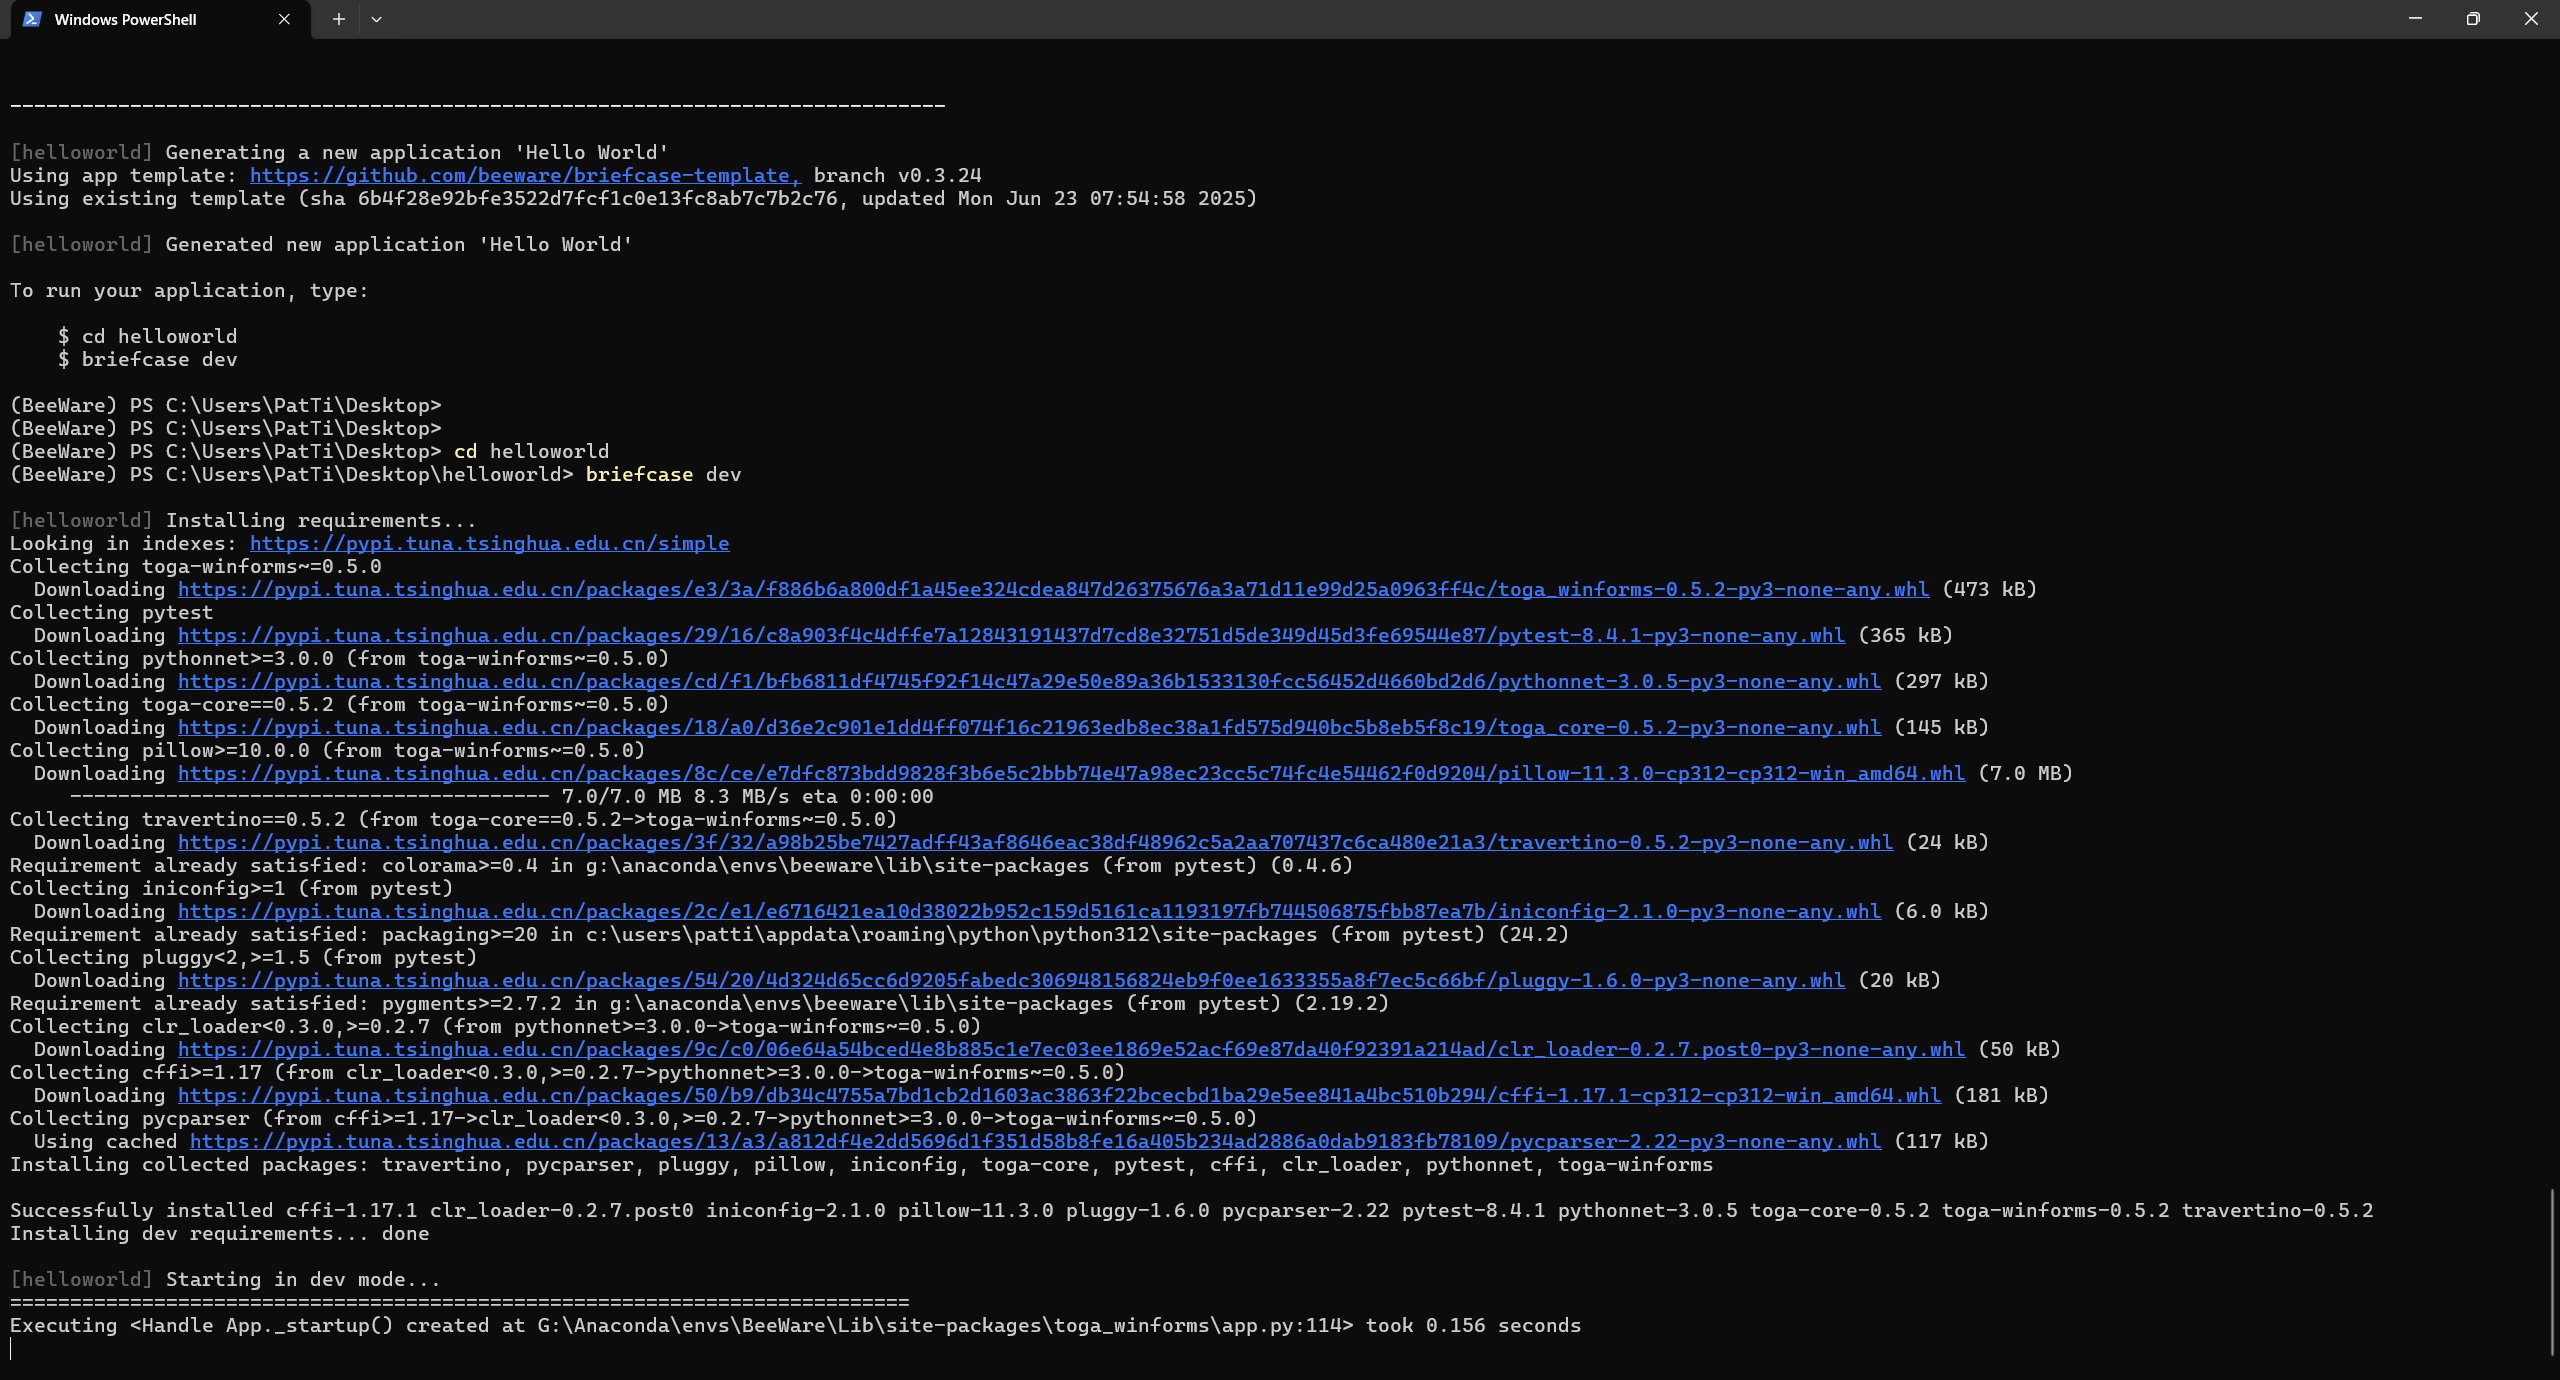 Windows PowerShell
------------------------------------------------------------------------------
[helloworld] Generating a new application 'Hello World'
Using app template: https://github.com/beeware/briefcase-template, branch v0.3.24
Using existing template (sha 6b4f28e92bfe3522d7fcf1c0e13fc8ab7c7b2c76, updated Mon Jun 23 07:54:58 2025)
[helloworld] Generated new application 'Hello World'
To run your application, type:
$ cd helloworld
$ briefcase dev
(BeeWare) PS C:\Users\PatTi\Desktop>
(BeeWare) PS C:\Users\PatTi\Desktop>
(BeeWare) PS C:\Users\PatTi\Desktop> cd helloworld
(BeeWare) PS C:\Users\PatTi\Desktop\helloworld> briefcase dev
[helloworld] Installing requirements...
Looking in indexes: https://pypi.tuna.tsinghua.edu.cn/simple
Collecting toga-winforms~=0.5.0
Downloading https://pypi.tuna.tsinghua.edu.cn/packages/e3/3a/f886b6a800df1a45ee324cdea847d26375676a3a71d11e99d25a0963ff4c/toga_winforms-0.5.2-py3-none-any.whl (473 kB)
Collecting pytest
Downloading https://pypi.tuna.tsinghua.edu.cn/packages/29/16/c8a903f4c4dffe7a12843191437d7cd8e32751d5de349d45d3fe69544e87/pytest-8.4.1-py3-none-any.whl (365 kB)
Collecting pythonnet>=3.0.0 (from toga-winforms~=0.5.0)
Downloading https://pypi.tuna.tsinghua.edu.cn/packages/cd/f1/bfb6811df4745f92f14c47a29e50e89a36b1533130fcc56452d4660bd2d6/pythonnet-3.0.5-py3-none-any.whl (297 kB)
Collecting toga-core==0.5.2 (from toga-winforms~=0.5.0)
Downloading https://pypi.tuna.tsinghua.edu.cn/packages/18/a0/d36e2c901e1dd4ff074f16c21963edb8ec38a1fd575d940bc5b8eb5f8c19/toga_core-0.5.2-py3-none-any.whl (145 kB)
Collecting pillow>=10.0.0 (from toga-winforms~=0.5.0)
Downloading https://pypi.tuna.tsinghua.edu.cn/packages/8c/ce/e7dfc873bdd9828f3b6e5c2bbb74e47a98ec23cc5c74fc4e54462f0d9204/pillow-11.3.0-cp312-cp312-win_amd64.whl (7.0 MB)
---------------------------------------- 7.0/7.0 MB 8.3 MB/s eta 0:00:00
Collecting travertino==0.5.2 (from toga-core==0.5.2->toga-winforms~=0.5.0)
Downloading https://pypi.tuna.tsinghua.edu.cn/packages/3f/32/a98b25be7427adff43af8646eac38df48962c5a2aa707437c6ca480e21a3/travertino-0.5.2-py3-none-any.whl (24 kB)
Requirement already satisfied: colorama>=0.4 in g:\anaconda\envs\beeware\lib\site-packages (from pytest) (0.4.6)
Collecting iniconfig>=1 (from pytest)
Downloading https://pypi.tuna.tsinghua.edu.cn/packages/2c/e1/e6716421ea10d38022b952c159d5161ca1193197fb744506875fbb87ea7b/iniconfig-2.1.0-py3-none-any.whl (6.0 kB)
Requirement already satisfied: packaging>=20 in c:\users\patti\appdata\roaming\python\python312\site-packages (from pytest) (24.2)
Collecting pluggy<2,>=1.5 (from pytest)
Downloading https://pypi.tuna.tsinghua.edu.cn/packages/54/20/4d324d65cc6d9205fabedc306948156824eb9f0ee1633355a8f7ec5c66bf/pluggy-1.6.0-py3-none-any.whl (20 kB)
Requirement already satisfied: pygments>=2.7.2 in g:\anaconda\envs\beeware\lib\site-packages (from pytest) (2.19.2)
Collecting clr_loader<0.3.0,>=0.2.7 (from pythonnet>=3.0.0->toga-winforms~=0.5.0)
Downloading https://pypi.tuna.tsinghua.edu.cn/packages/9c/c0/06e64a54bced4e8b885c1e7ec03ee1869e52acf69e87da40f92391a214ad/clr_loader-0.2.7.post0-py3-none-any.whl (50 kB)
Collecting cffi>=1.17 (from clr_loader<0.3.0,>=0.2.7->pythonnet>=3.0.0->toga-winforms~=0.5.0)
Downloading https://pypi.tuna.tsinghua.edu.cn/packages/50/b9/db34c4755a7bd1cb2d1603ac3863f22bcecbd1ba29e5ee841a4bc510b294/cffi-1.17.1-cp312-cp312-win_amd64.whl (181 kB)
Collecting pycparser (from cffi>=1.17->clr_loader<0.3.0,>=0.2.7->pythonnet>=3.0.0->toga-winforms~=0.5.0)
Using cached https://pypi.tuna.tsinghua.edu.cn/packages/13/a3/a812df4e2dd5696d1f351d58b8fe16a405b234ad2886a0dab9183fb78109/pycparser-2.22-py3-none-any.whl (117 kB)
Installing collected packages: travertino, pycparser, pluggy, pillow, iniconfig, toga-core, pytest, cffi, clr_loader, pythonnet, toga-winforms
Successfully installed cffi-1.17.1 clr_loader-0.2.7.post0 iniconfig-2.1.0 pillow-11.3.0 pluggy-1.6.0 pycparser-2.22 pytest-8.4.1 pythonnet-3.0.5 toga-core-0.5.2 toga-winforms-0.5.2 travertino-0.5.2
Installing dev requirements... done
[helloworld] Starting in dev mode...
===========================================================================
Executing <Handle App._startup() created at G:\Anaconda\envs\BeeWare\Lib\site-packages\toga_winforms\app.py:114> took 0.156 seconds